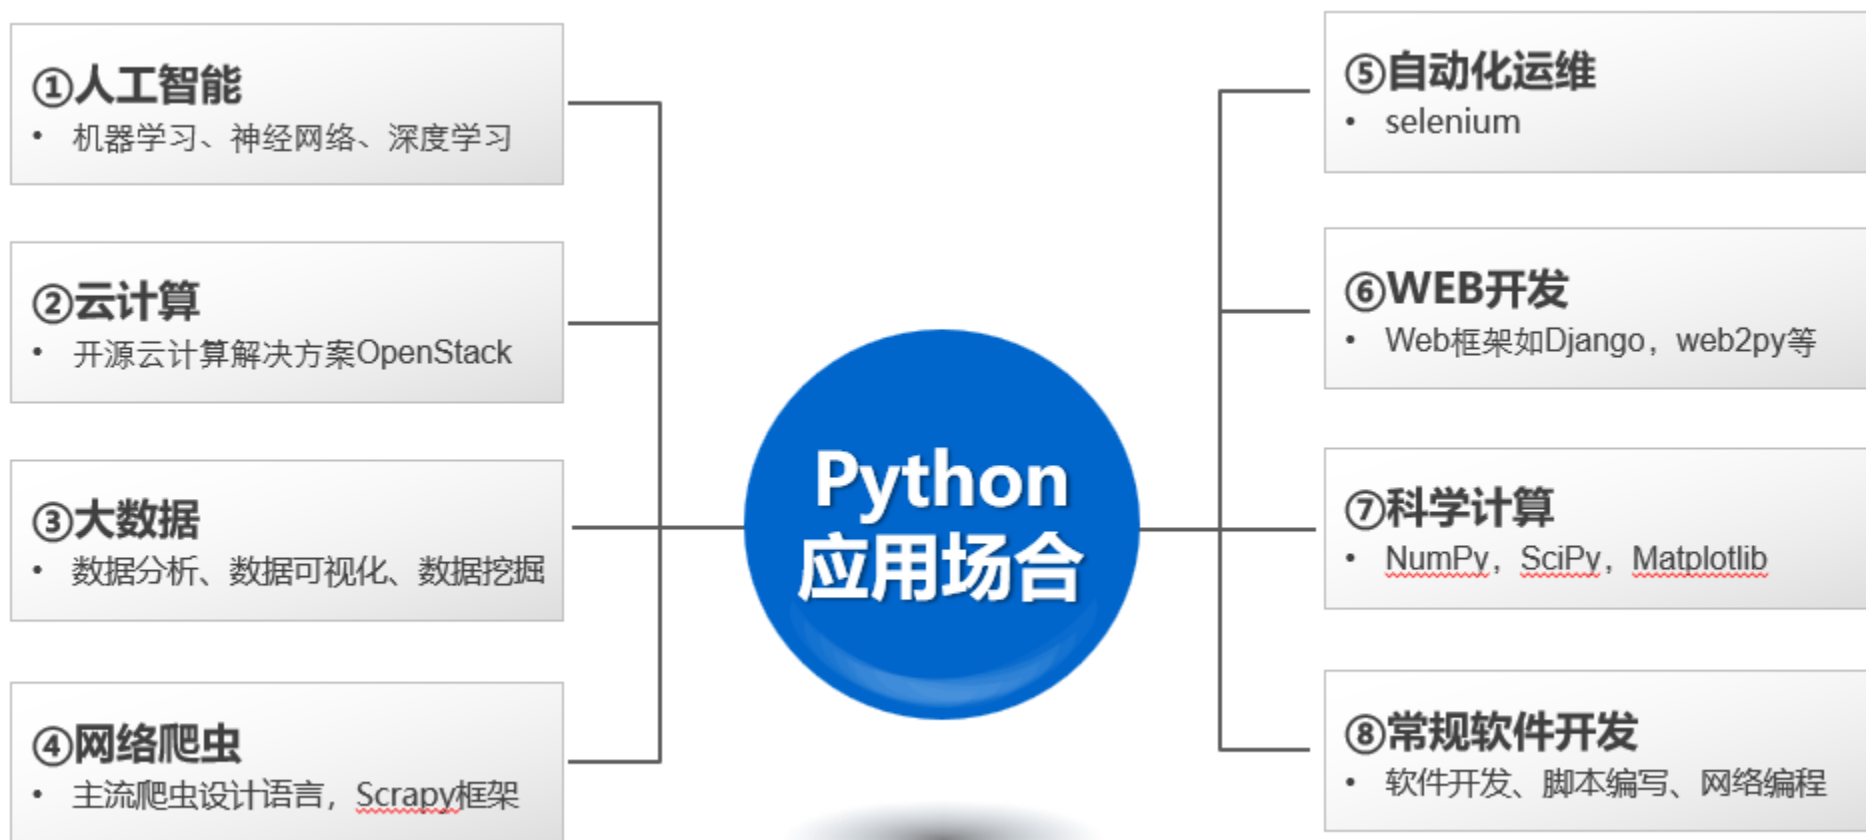 ①人工智能
• 机器学习、神经网络、深度学习
②云计算
• 开源云计算解决方案OpenStack
③大数据
• 数据分析、数据可视化、数据挖掘
④网络爬虫
• 主流爬虫设计语言，Scrapy框架
Python
应用场合
⑤自动化运维
• selenium
⑥WEB开发
• Web框架如Django，web2py等
⑦科学计算
• NumPy，SciPy，Matplotlib
⑧常规软件开发
• 软件开发、脚本编写、网络编程